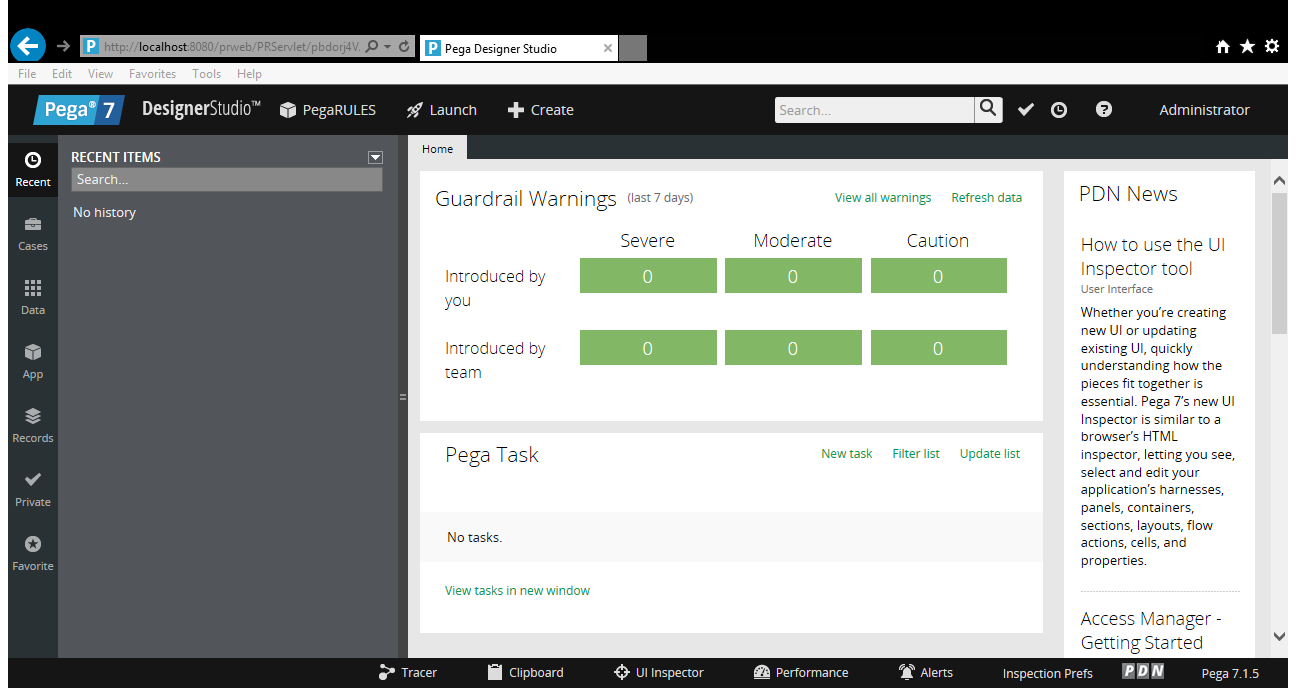 P http://localhost:8080/prweb/PRServlet/pbdorj4V.
P Pega Designer Studio
File Edit View Favorites Tools Help
Pega® 7
DesignerStudio™
PegaRULES
Launch
Create
Search...
?
Administrator
Recent
Cases
Data
App
Records
Private
Favorite
RECENT ITEMS
Search...
No history
Home
Guardrail Warnings (last 7 days) View all warnings Refresh data
Severe Moderate Caution
Introduced by
you
0 0 0
Introduced by
team
0 0 0
Pega Task New task Filter list Update list
No tasks.
View tasks in new window
PDN News
How to use the UI
Inspector tool
User Interface
Whether you’re creating
new UI or updating
existing UI, quickly
understanding how the
pieces fit together is
essential. Pega 7’s new UI
Inspector is similar to a
browser’s HTML
inspector, letting you see,
select and edit your
application’s harnesses,
panels, containers,
sections, layouts, flow
actions, cells, and
properties.
Access Manager -
Getting Started
Tracer
Clipboard
UI Inspector
Performance
Alerts
Inspection Prefs
PDN
Pega 7.1.5